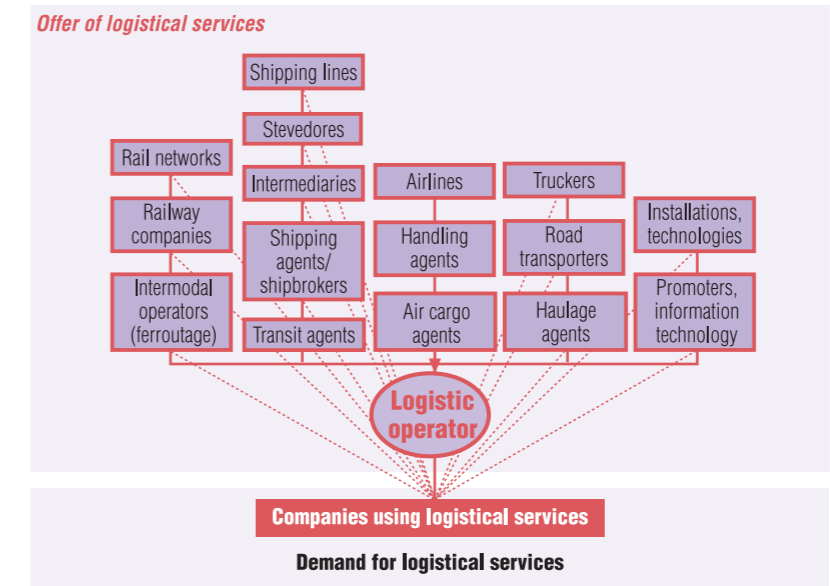 Offer of logistical services
Shipping lines
Stevedores
Rail networks
Intermediaries
Airlines
Truckers
Railway
companies
Shipping
agents/
shipbrokers
Handling
agents
Road
transporters
Installations,
technologies
Intermodal
operators
(ferroutage)
Transit agents
Air cargo
agents
Haulage
agents
Promoters,
information
technology
Logistic
operator
Companies using logistical services
Demand for logistical services